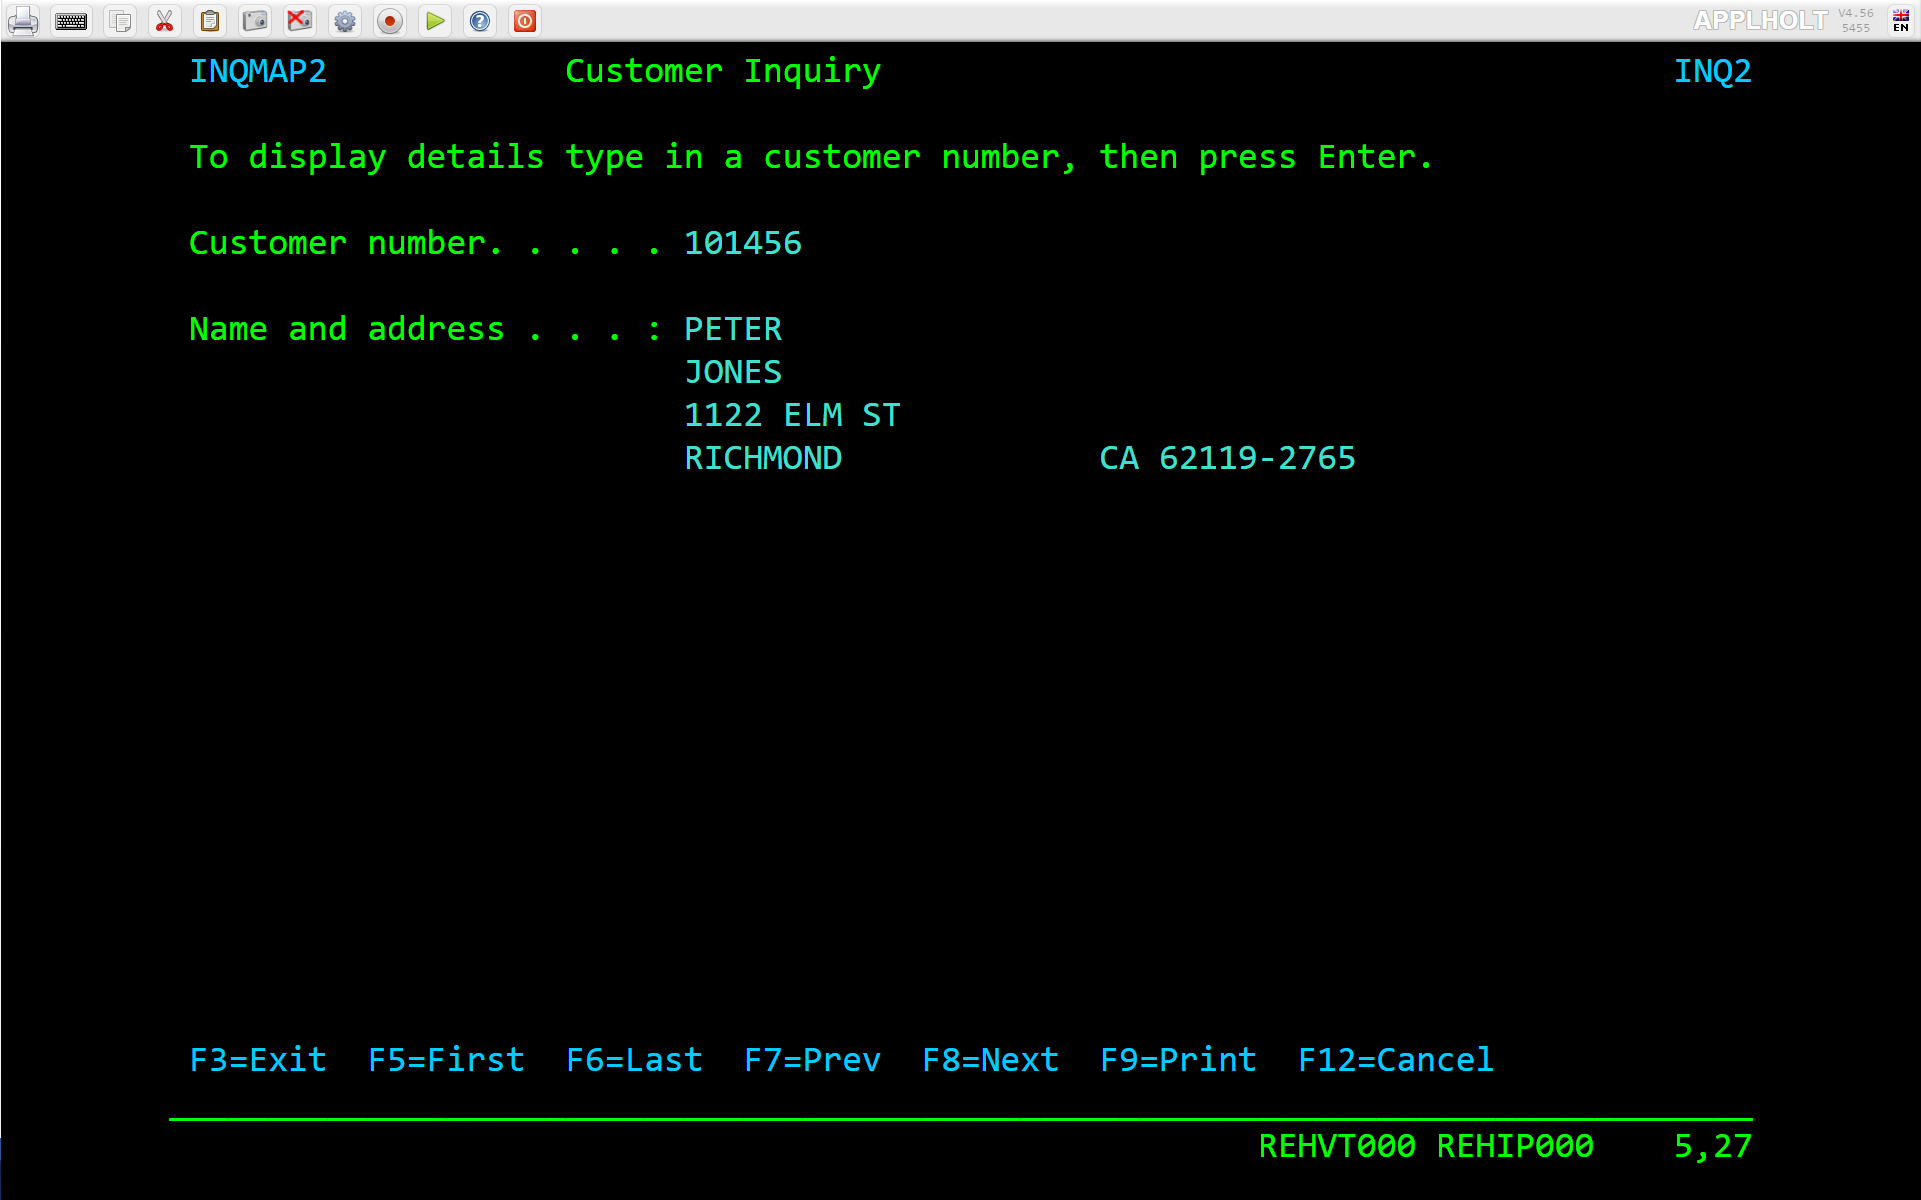 APPLHOLT V4.56
5455 EN
INQMAP2 Customer Inquiry INQ2
To display details type in a customer number, then press Enter.
Customer number. . . . . 101456
Name and address . . . : PETER
JONES
1122 ELM ST
RICHMOND CA 62119-2765
F3=Exit F5=First F6=Last F7=Prev F8=Next F9=Print F12=Cancel
REHVT000 REHIP000 5,27